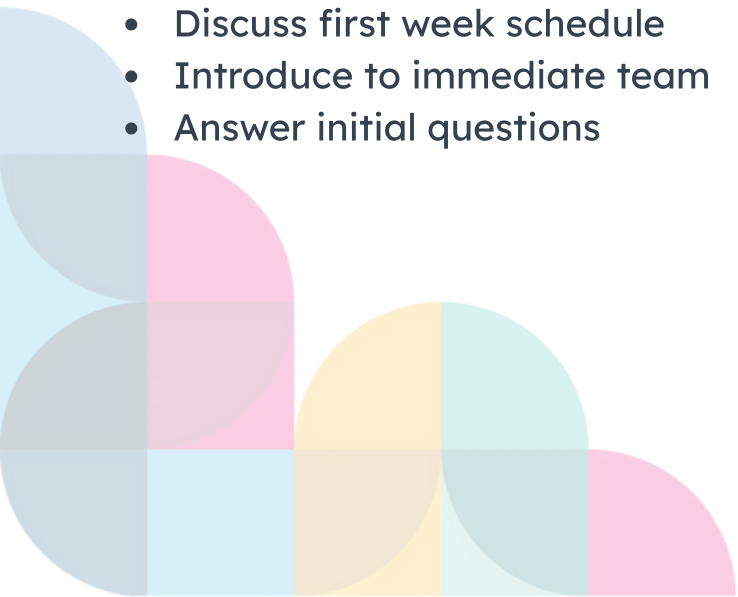 • Discuss first week schedule
• Introduce to immediate team
• Answer initial questions